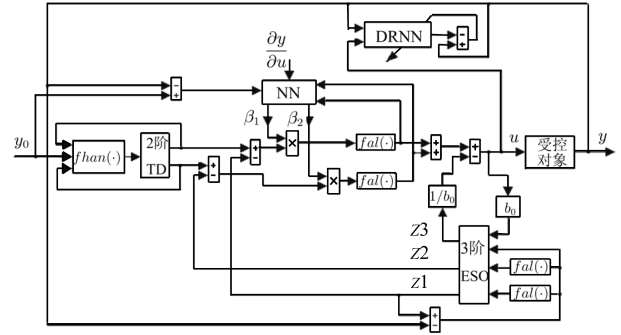 DRNN
-
+
∂y
∂u
NN
-
+
β₁
β₂
y₀
fhan(·)
2阶
TD
+
-
+
-
×
×
fal(·)
fal(·)
+
+
+
-
u
受控
对象
y
1/b₀
b₀
Z3
Z2
Z1
3阶
ESO
fal(·)
fal(·)
+
-